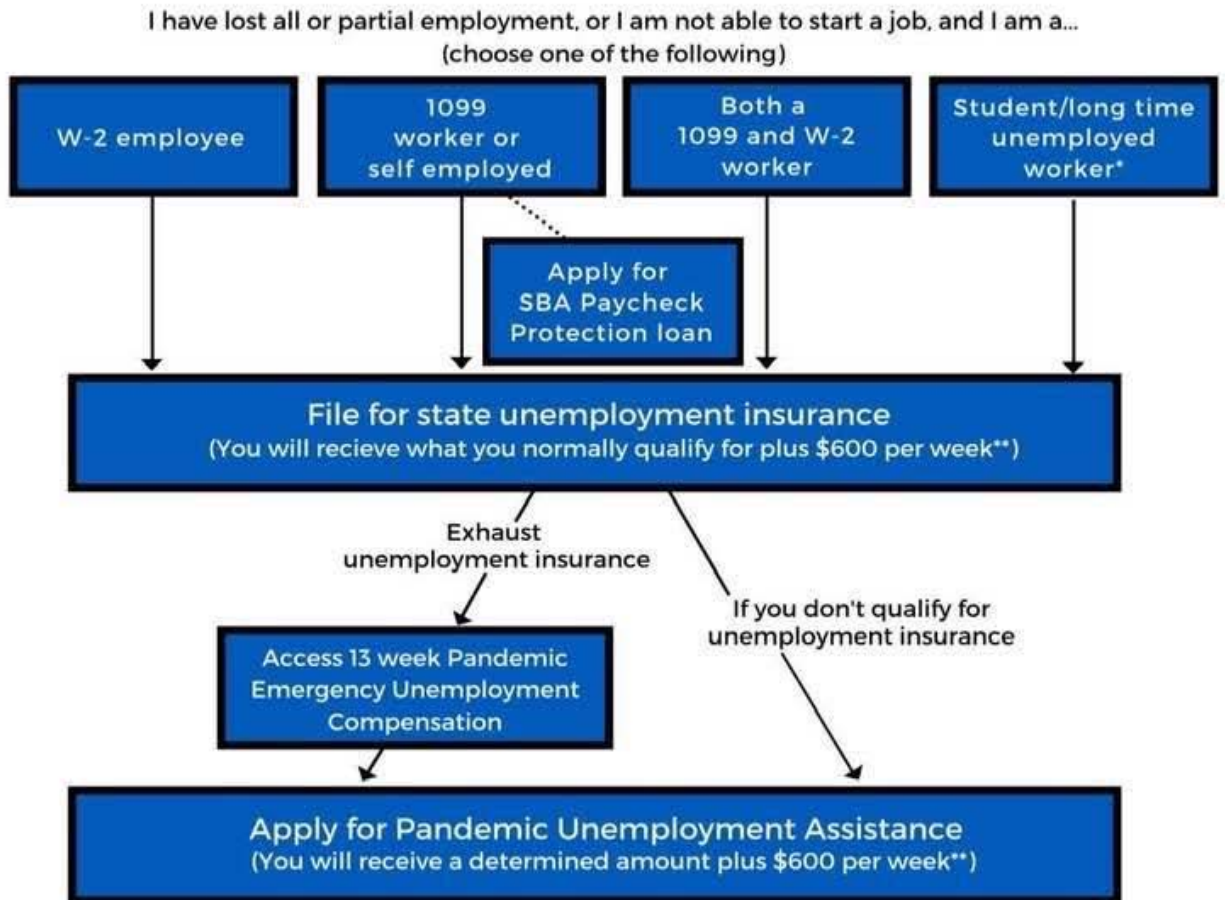 I have lost all or partial employment, or I am not able to start a job, and I am a...
(choose one of the following)
W-2 employee
1099
worker or
self employed
Both a
1099 and W-2
worker
Student/long time
unemployed
worker*
Apply for
SBA Paycheck
Protection loan
File for state unemployment insurance
(You will recieve what you normally qualify for plus $600 per week**)
Exhaust
unemployment insurance
If you don't qualify for
unemployment insurance
Access 13 week Pandemic
Emergency Unemployment
Compensation
Apply for Pandemic Unemployment Assistance
(You will receive a determined amount plus $600 per week**)